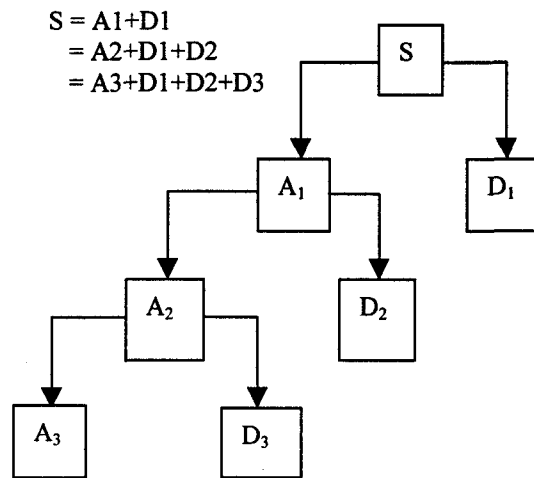 S = A1+D1
= A2+D1+D2
= A3+D1+D2+D3
S
A₁
D₁
A₂
D₂
A₃
D₃